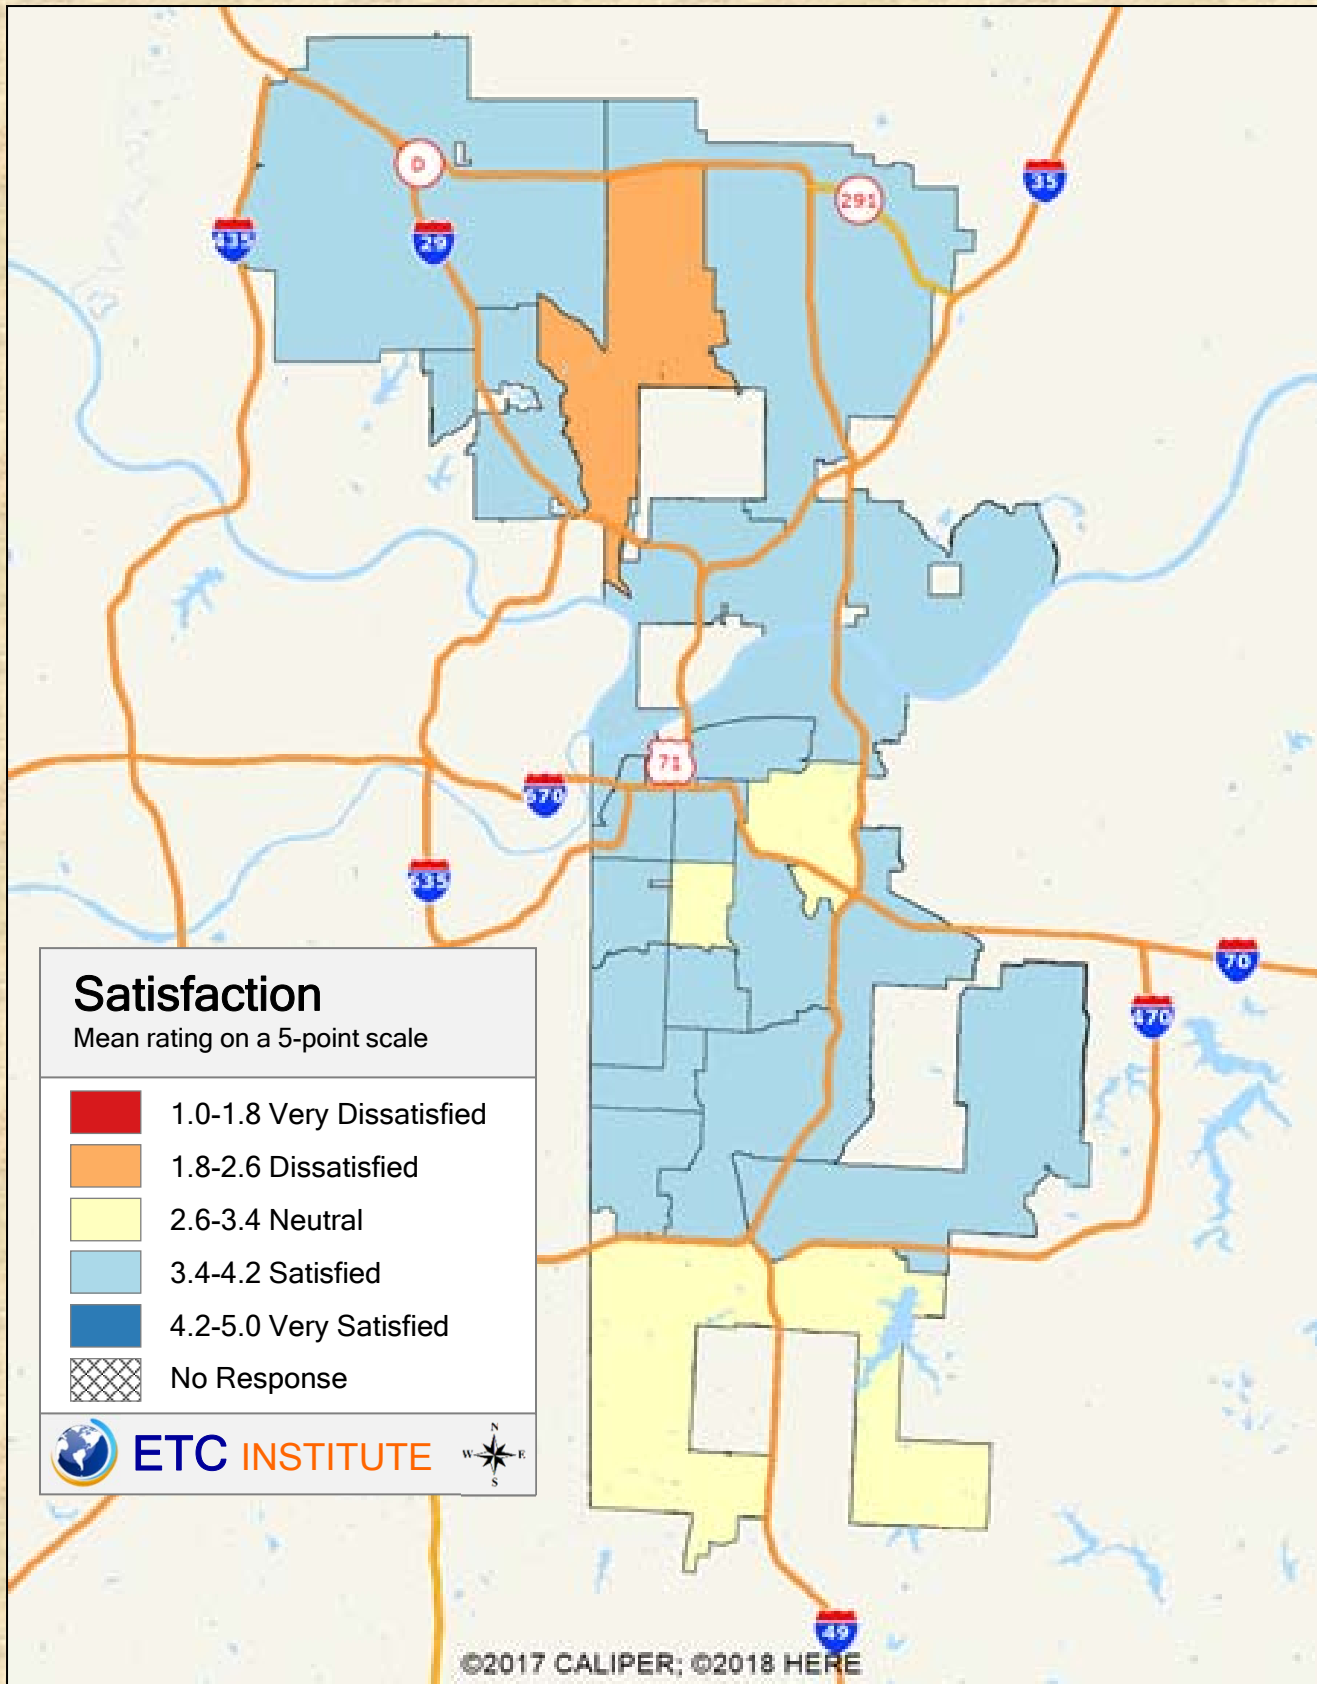 D
291
35
435
29
71
670
635
70
470
Satisfaction
Mean rating on a 5-point scale
1.0-1.8 Very Dissatisfied
1.8-2.6 Dissatisfied
2.6-3.4 Neutral
3.4-4.2 Satisfied
4.2-5.0 Very Satisfied
No Response
ETC INSTITUTE
N
W E
S
49
©2017 CALIPER; ©2018 HERE